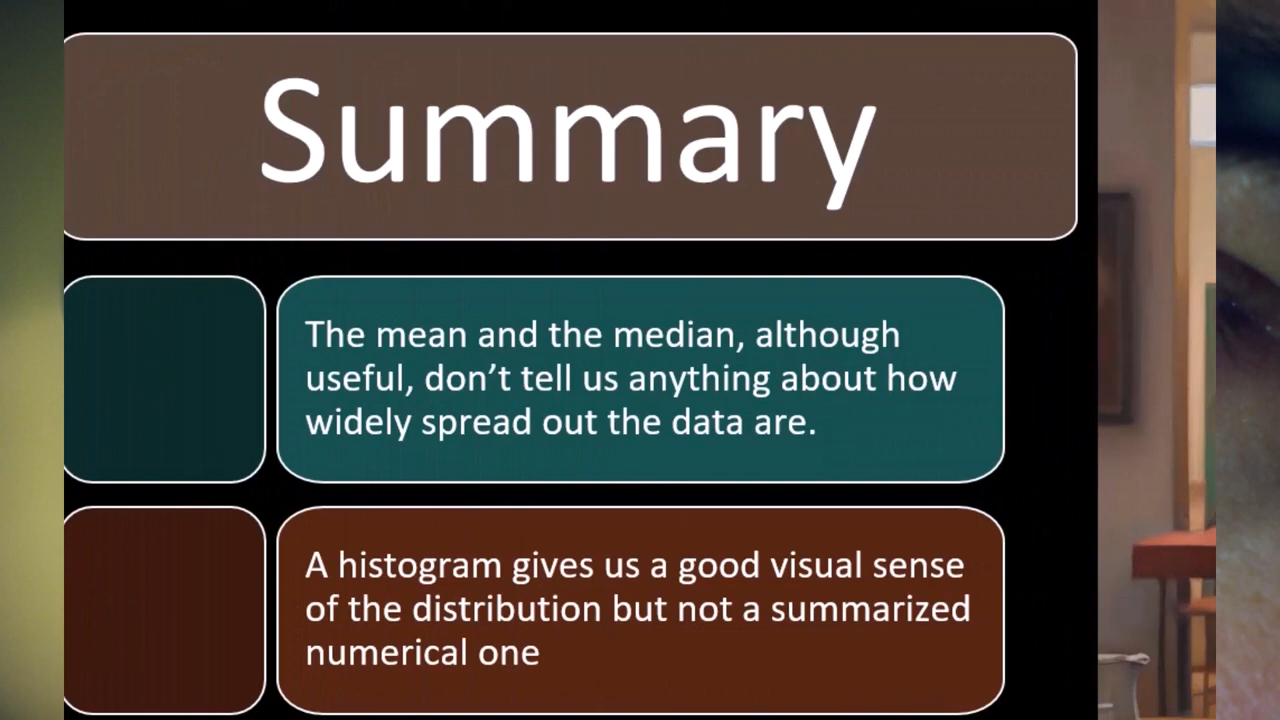 Summary
The mean and the median, although
useful, don’t tell us anything about how
widely spread out the data are.
A histogram gives us a good visual sense
of the distribution but not a summarized
numerical one